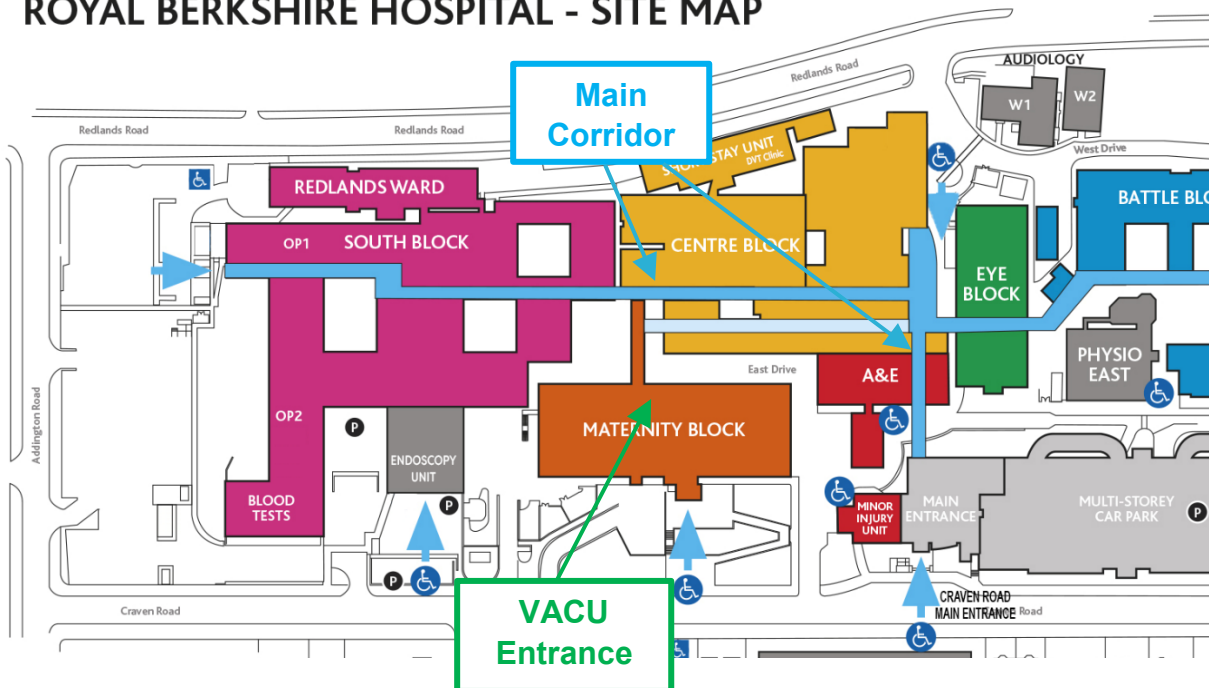 ROYAL BERKSHIRE HOSPITAL - SITE MAP
Main
Corridor
Redlands Road
AUDIOLOGY
W1
W2
Redlands Road
Redlands Road
West Drive
STAY UNIT
DVT Clinic
REDLANDS WARD
BATTLE BLO
OP1
SOUTH BLOCK
CENTRE BLOCK
EYE
BLOCK
PHYSIO
EAST
East Drive
A&E
Addington Road
OP2
P
MATERNITY BLOCK
ENDOSCOPY
UNIT
BLOOD
TESTS
P
MINOR
INJURY
UNIT
MAIN
ENTRANCE
MULTI-STOREY
CAR PARK
P
P
Craven Road
VACU
Entrance
CRAVEN ROAD
MAIN ENTRANCE
Road